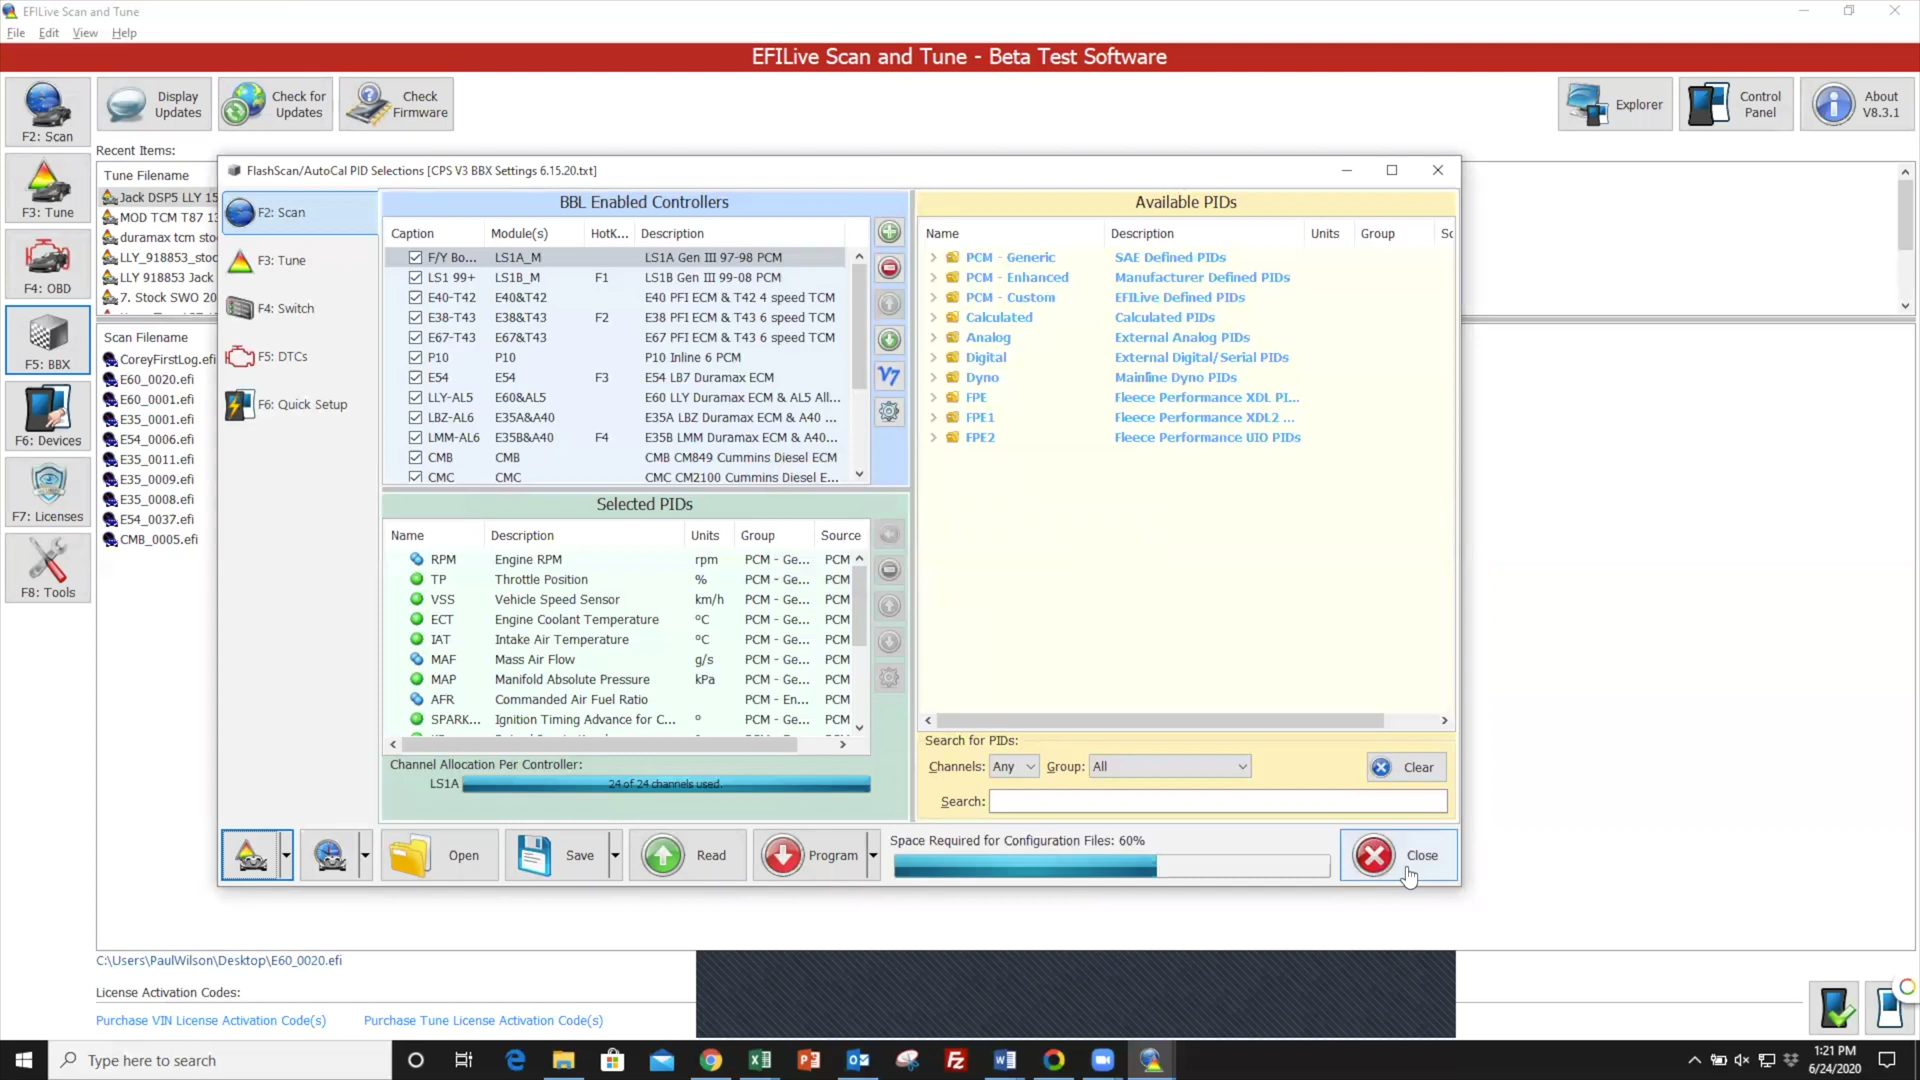 EFILive Scan and Tune
File Edit View Help
EFILive Scan and Tune - Beta Test Software
F2: Scan
Display Updates
Check for Updates
Check Firmware
Explorer
Control Panel
About V8.3.1
F3: Tune
F4: OBD
F5: BBX
F6: Devices
F7: Licenses
F8: Tools
Recent Items:
Tune Filename
Jack DSP5 LLY 15
MOD TCM T87 13
duramax tcm sto
LLY_918853_stoc
LLY 918853 Jack
7. Stock SWO 20
Scan Filename
CoreyFirstLog.efi
E60_0020.efi
E60_0001.efi
E35_0001.efi
E54_0006.efi
E35_0011.efi
E35_0009.efi
E35_0008.efi
E54_0037.efi
CMB_0005.efi
FlashScan/AutoCal PID Selections [CPS V3 BBX Settings 6.15.20.txt]
F2: Scan
F3: Tune
F4: Switch
F5: DTCs
F6: Quick Setup
BBL Enabled Controllers
Caption Module(s) HotK... Description
F/Y Bo... LS1A_M LS1A Gen III 97-98 PCM
LS1 99+ LS1B_M F1 LS1B Gen III 99-08 PCM
E40-T42 E40&T42 E40 PFI ECM & T42 4 speed TCM
E38-T43 E38&T43 F2 E38 PFI ECM & T43 6 speed TCM
E67-T43 E67&T43 E67 PFI ECM & T43 6 speed TCM
P10 P10 P10 Inline 6 PCM
E54 E54 F3 E54 LB7 Duramax ECM
LLY-AL5 E60&AL5 E60 LLY Duramax ECM & AL5 All...
LBZ-AL6 E35A&A40 E35A LBZ Duramax ECM & A40 ...
LMM-AL6 E35B&A40 F4 E35B LMM Duramax ECM & A40...
CMB CMB CMB CM849 Cummins Diesel ECM
CMC CMC CMC CM2100 Cummins Diesel E...
V7
Selected PIDs
Name Description Units Group Source
RPM Engine RPM rpm PCM - Ge... PCM
TP Throttle Position % PCM - Ge... PCM
VSS Vehicle Speed Sensor km/h PCM - Ge... PCM
ECT Engine Coolant Temperature ºC PCM - Ge... PCM
IAT Intake Air Temperature ºC PCM - Ge... PCM
MAF Mass Air Flow g/s PCM - Ge... PCM
MAP Manifold Absolute Pressure kPa PCM - Ge... PCM
AFR Commanded Air Fuel Ratio PCM - En... PCM
SPARK... Ignition Timing Advance for C... º PCM - Ge... PCM
Channel Allocation Per Controller:
LS1A 24 of 24 channels used.
Available PIDs
Name Description Units Group Sc
PCM - Generic SAE Defined PIDs
PCM - Enhanced Manufacturer Defined PIDs
PCM - Custom EFILive Defined PIDs
Calculated Calculated PIDs
Analog External Analog PIDs
Digital External Digital/Serial PIDs
Dyno Mainline Dyno PIDs
FPE Fleece Performance XDL PI...
FPE1 Fleece Performance XDL2 ...
FPE2 Fleece Performance UIO PIDs
Search for PIDs:
Channels: Any Group: All Clear
Search:
Open Save Read Program
Space Required for Configuration Files: 60%
Close
C:\Users\PaulWilson\Desktop\E60_0020.efi
License Activation Codes:
Purchase VIN License Activation Code(s) Purchase Tune License Activation Code(s)
Type here to search
1:21 PM
6/24/2020